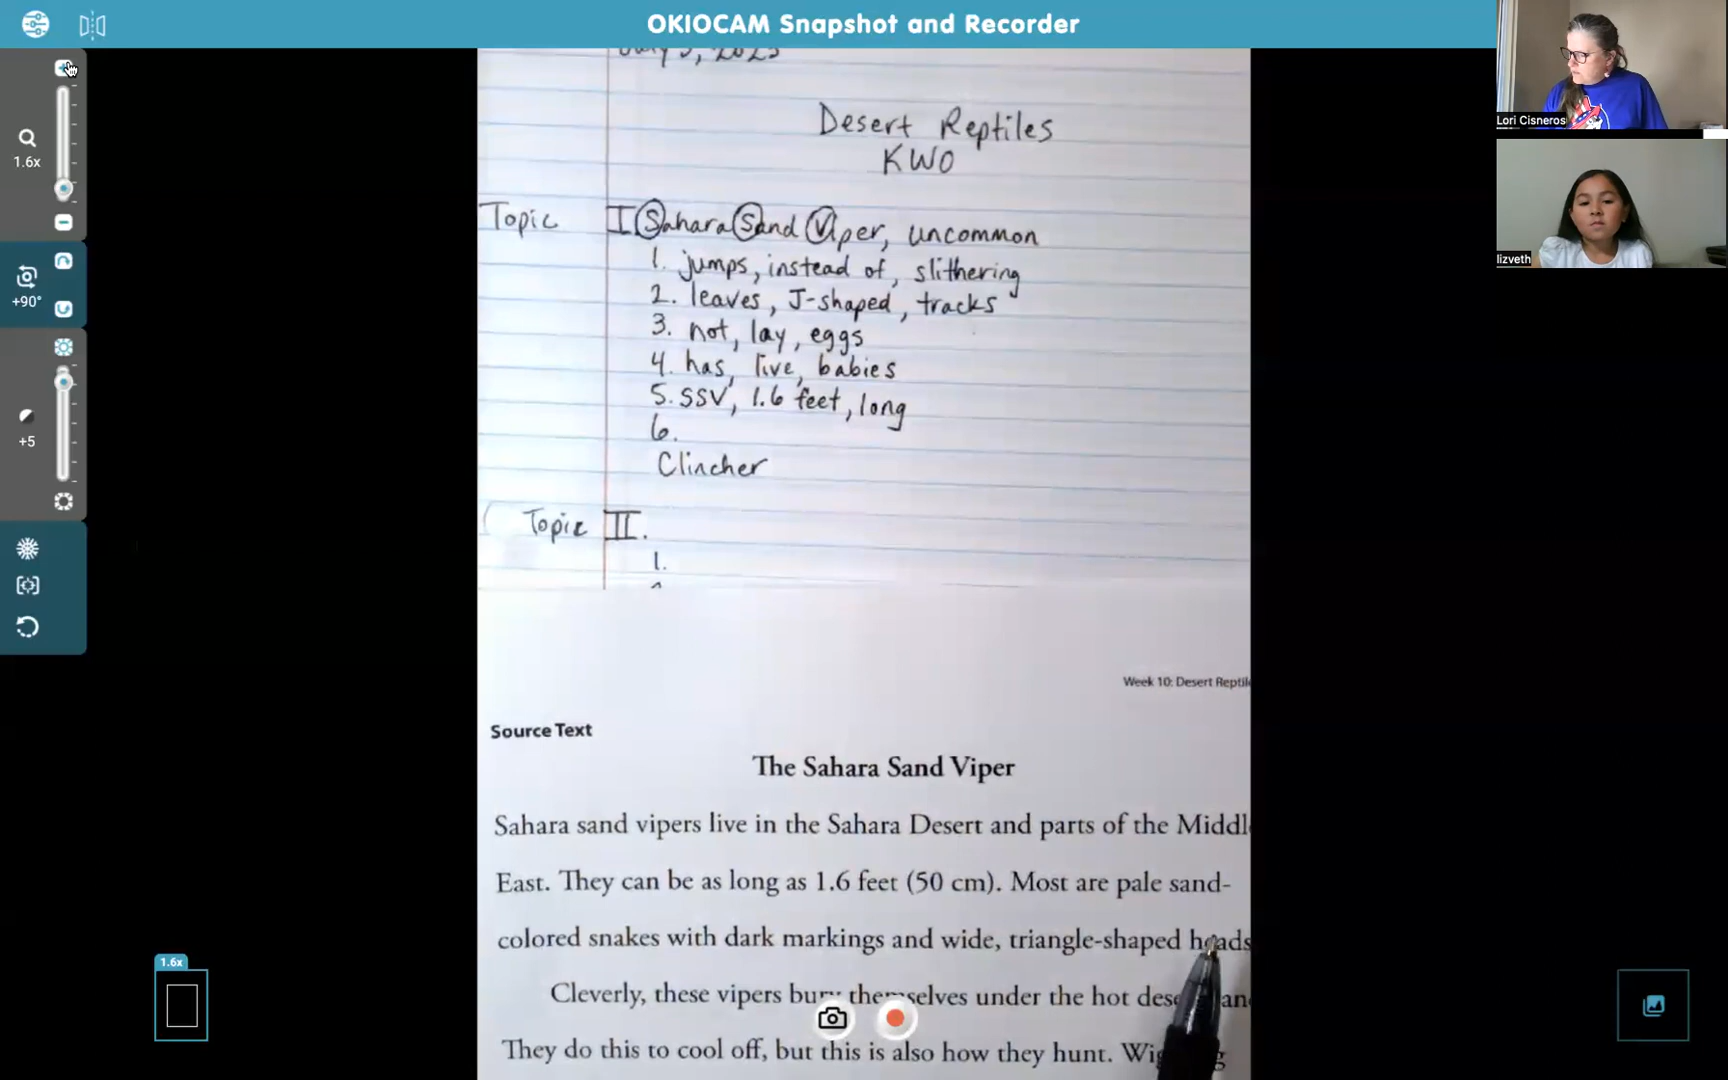 OKIOCAM Snapshot and Recorder
1.6x
+90°
+5
1.6x
Lori Cisneros
lizveth
July 5, 2023
Desert Reptiles
KWO
Topic I Sahara Sand Viper, uncommon
1. jumps, instead of, slithering
2. leaves, J-shaped, tracks
3. not, lay, eggs
4. has, live, babies
5. SSV, 1.6 feet, long
6.
Clincher
Topic II.
1.
Week 10: Desert Reptil
Source Text
The Sahara Sand Viper
Sahara sand vipers live in the Sahara Desert and parts of the Middl
East. They can be as long as 1.6 feet (50 cm). Most are pale sand-
colored snakes with dark markings and wide, triangle-shaped heads
Cleverly, these vipers bury themselves under the hot
They do this to cool off, but this is also how they hunt.